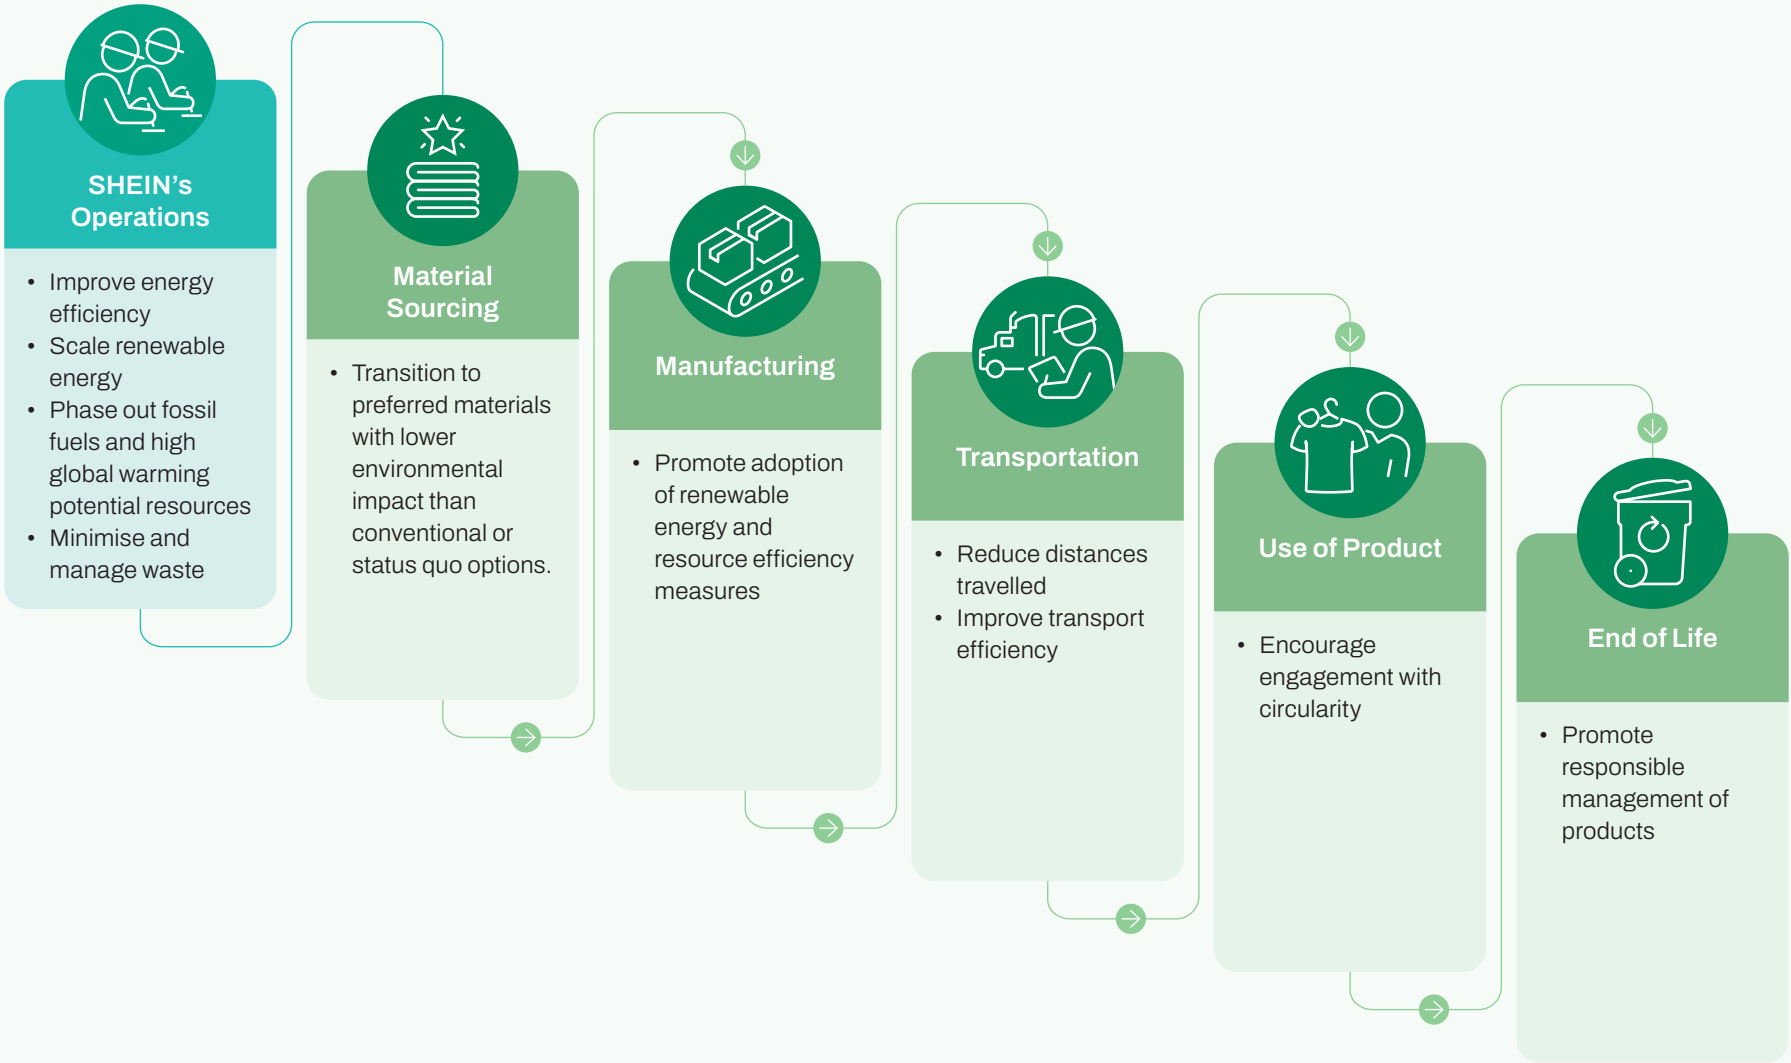 SHEIN's
Operations
• Improve energy
efficiency
• Scale renewable
energy
• Phase out fossil
fuels and high
global warming
potential resources
• Minimise and
manage waste
Material
Sourcing
• Transition to
preferred materials
with lower
environmental
impact than
conventional or
status quo options.
Manufacturing
• Promote adoption
of renewable
energy and
resource efficiency
measures
Transportation
• Reduce distances
travelled
• Improve transport
efficiency
Use of Product
• Encourage
engagement with
circularity
End of Life
• Promote
responsible
management of
products